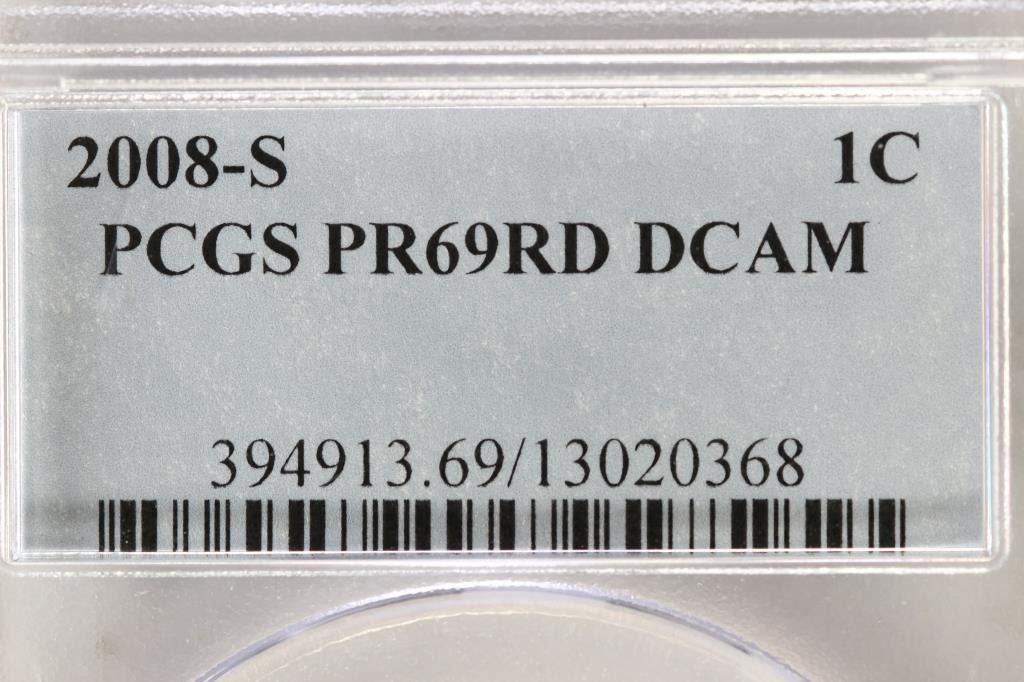 2008-S 1C
PCGS PR69RD DCAM
394913.69/13020368